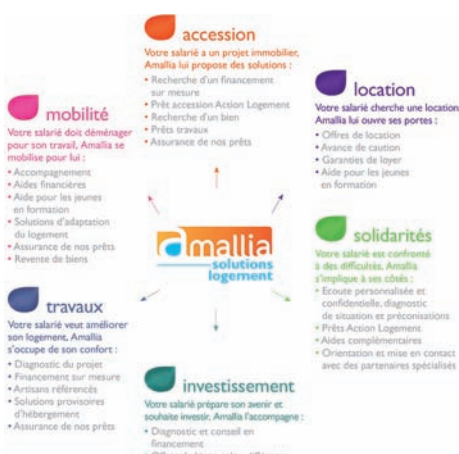 accession
Votre salarié a un projet immobilier,
Amallia lui propose des solutions :
• Recherche d'un financement
sur mesure
• Prêt accession Action Logement
• Recherche d'un bien
• Prêts travaux
• Assurance de nos prêts
location
Votre salarié cherche une location
Amallia lui ouvre ses portes :
• Offres de location
• Avance de caution
• Garanties de loyer
• Aide pour les jeunes
en formation
mobilité
Votre salarié doit déménager
pour son travail, Amallia se
mobilise pour lui :
• Accompagnement
• Aides financières
• Aide pour les jeunes
en formation
• Solutions d'adaptation
du logement
• Assurance de nos prêts
• Revente de biens
amallia
solutions
logement
solidarités
Votre salarié est confronté
à des difficultés, Amallia
s'implique à ses côtés :
• Ecoute personnalisée et
confidentielle, diagnostic
de situation et préconisations
• Prêts Action Logement
• Aides complémentaires
• Orientation et mise en contact
avec des partenaires spécialisés
travaux
Votre salarié veut améliorer
son logement, Amallia
s'occupe de son confort :
• Diagnostic du projet
• Financement sur mesure
• Artisans référencés
• Solutions provisoires
d'hébergement
• Assurance de nos prêts
investissement
Votre salarié prépare son avenir et
souhaite investir, Amallia l'accompagne :
• Diagnostic et conseil en
financement